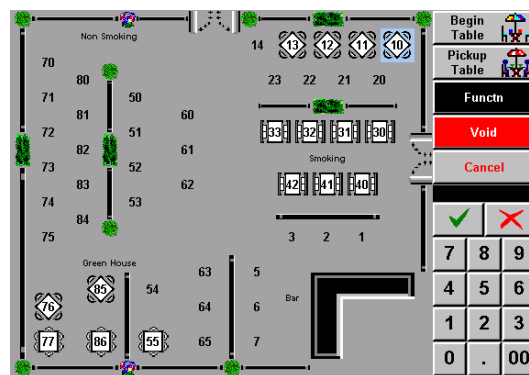 Non Smoking
14 13 12 11 10
Begin
Table
70
80
23 22 21 20
Pickup
Table
71
50
Functn
81
60
72
51
33 32 31 30
Void
82
61
73
52
Smoking
Cancel
83
62
42 41 40
74
53
84
75
3 2 1
7 8 9
Green House
63
5
85
54
4 5 6
76
64
6
Bar
1 2 3
77 86 55
65
7
0 . 00